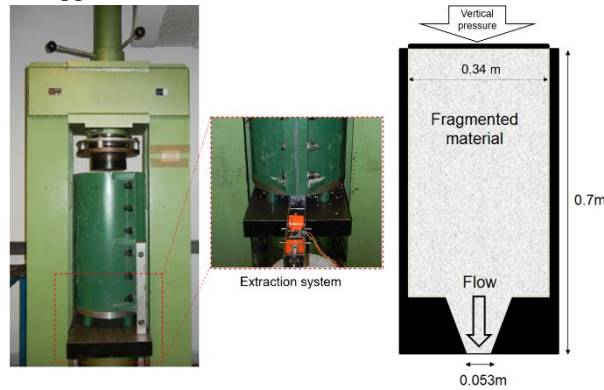 Vertical
pressure
0.34 m
Fragmented
material
0.7m
Extraction system
Flow
0.053m